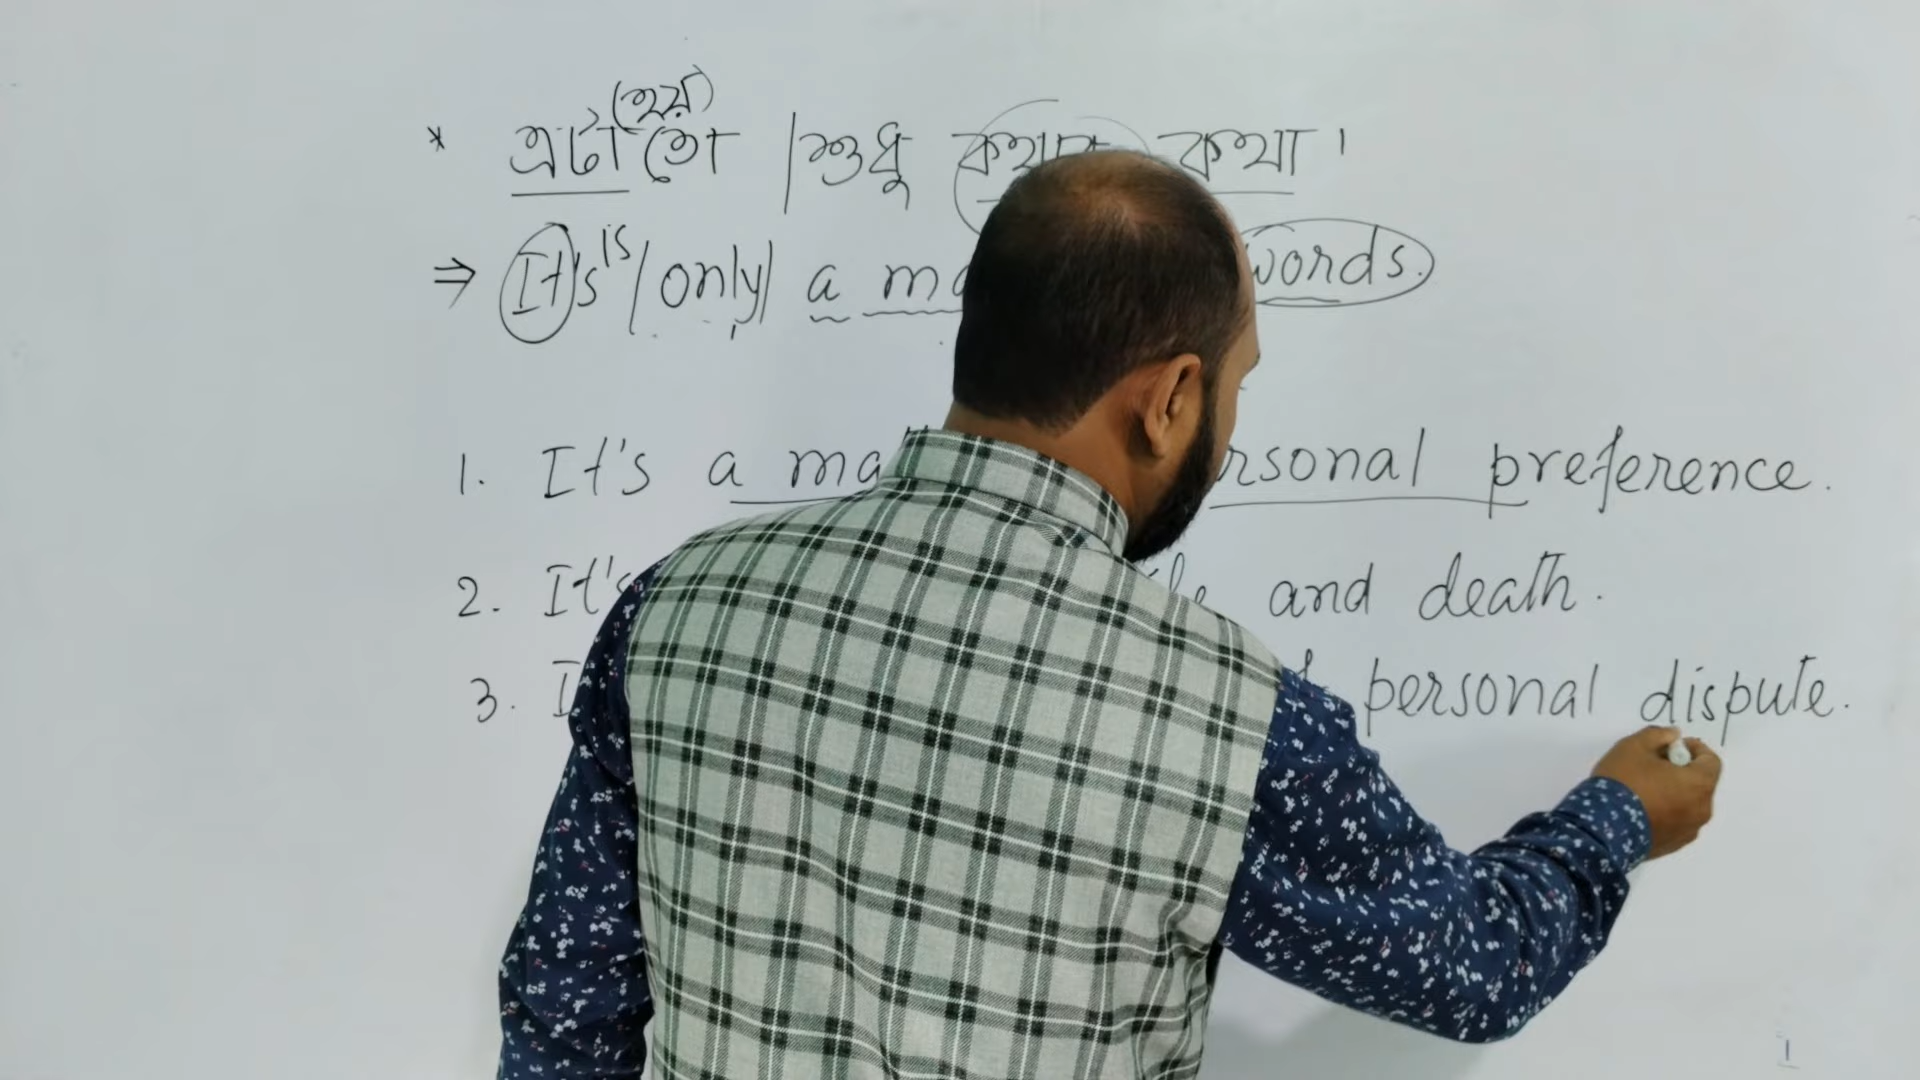 (হয়)
* এটা তো | শুধু কথার কথা ।
⇒ It's is / only / a ma words.
1. It's a ma rsonal preference.
2. It's and death.
3. I personal dispute.